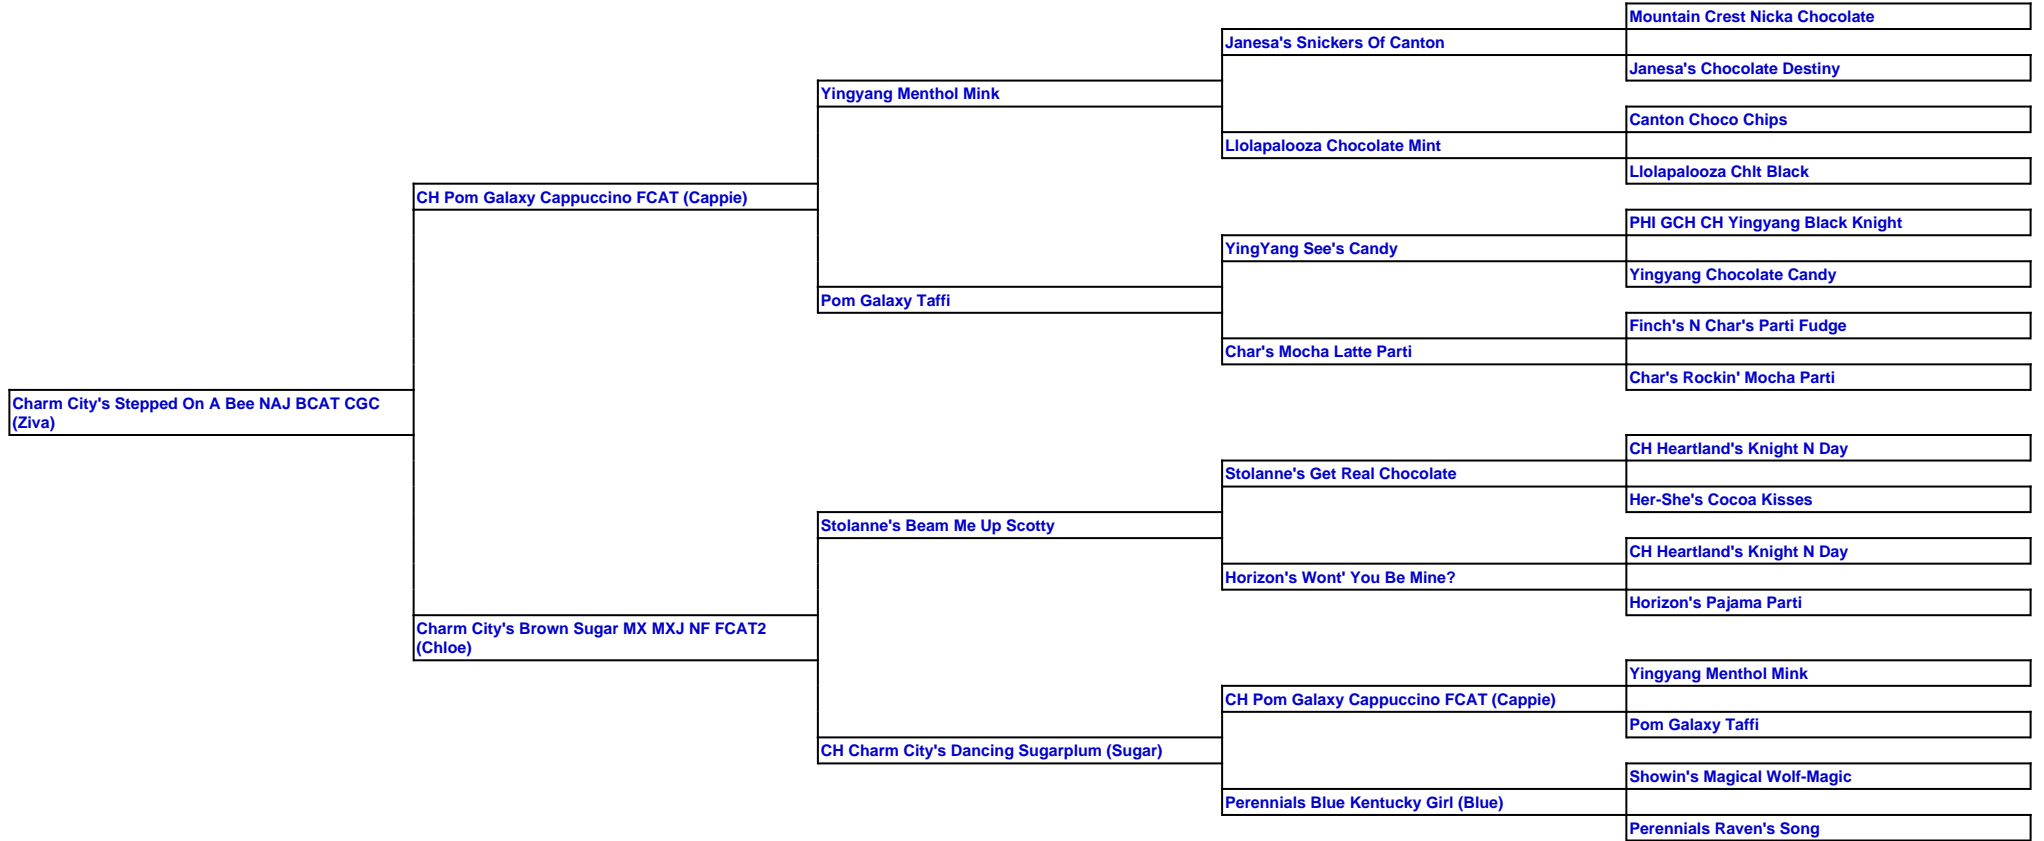 Mountain Crest Nicka Chocolate
Janesa's Snickers Of Canton
Janesa's Chocolate Destiny
Yingyang Menthol Mink
Canton Choco Chips
Llolapalooza Chocolate Mint
Llolapalooza Chlt Black
CH Pom Galaxy Cappuccino FCAT (Cappie)
PHI GCH CH Yingyang Black Knight
YingYang See's Candy
Yingyang Chocolate Candy
Pom Galaxy Taffi
Finch's N Char's Parti Fudge
Char's Mocha Latte Parti
Char's Rockin' Mocha Parti
Charm City's Stepped On A Bee NAJ BCAT CGC
(Ziva)
CH Heartland's Knight N Day
Stolanne's Get Real Chocolate
Her-She's Cocoa Kisses
Stolanne's Beam Me Up Scotty
CH Heartland's Knight N Day
Horizon's Wont' You Be Mine?
Horizon's Pajama Parti
Charm City's Brown Sugar MX MXJ NF FCAT2
(Chloe)
Yingyang Menthol Mink
CH Pom Galaxy Cappuccino FCAT (Cappie)
Pom Galaxy Taffi
CH Charm City's Dancing Sugarplum (Sugar)
Showin's Magical Wolf-Magic
Perennials Blue Kentucky Girl (Blue)
Perennials Raven's Song